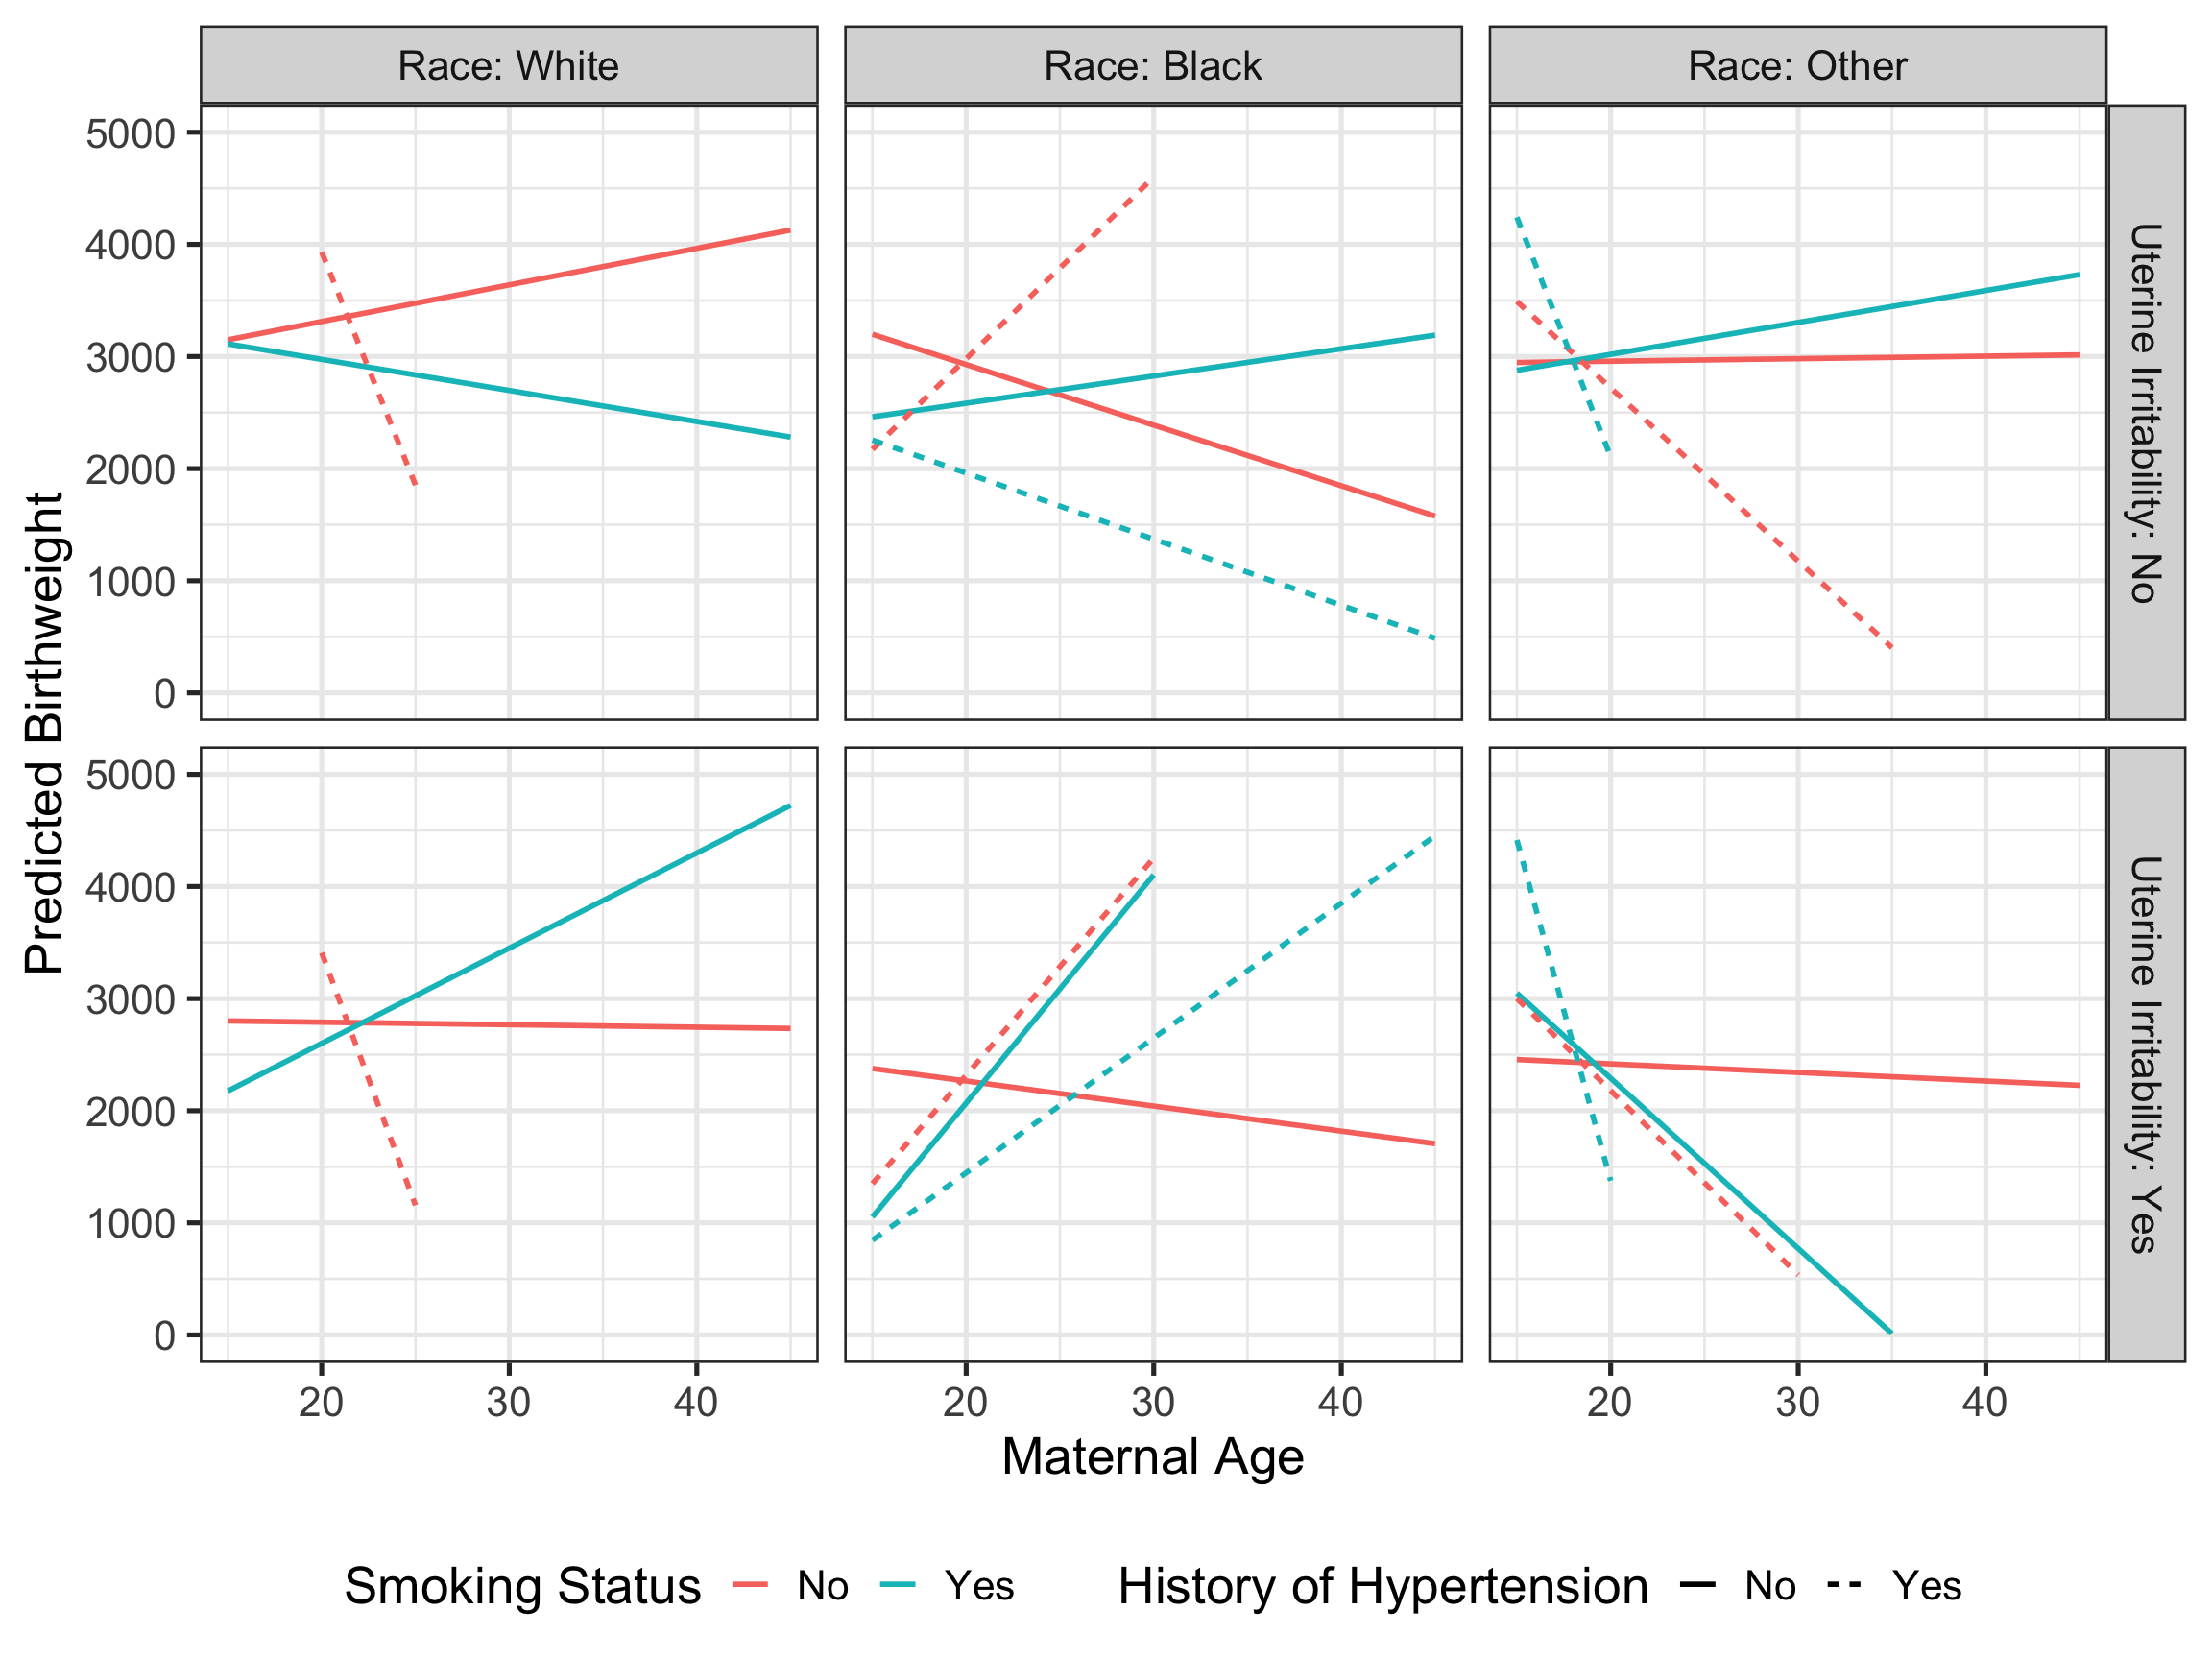 Race: White
Race: Black
Race: Other
5000
4000
3000
2000
1000
0
Uterine Irritability: No
Predicted Birthweight
5000
4000
3000
2000
1000
0
Uterine Irritability: Yes
20 30 40
20 30 40
20 30 40
Maternal Age
Smoking Status No Yes History of Hypertension No Yes